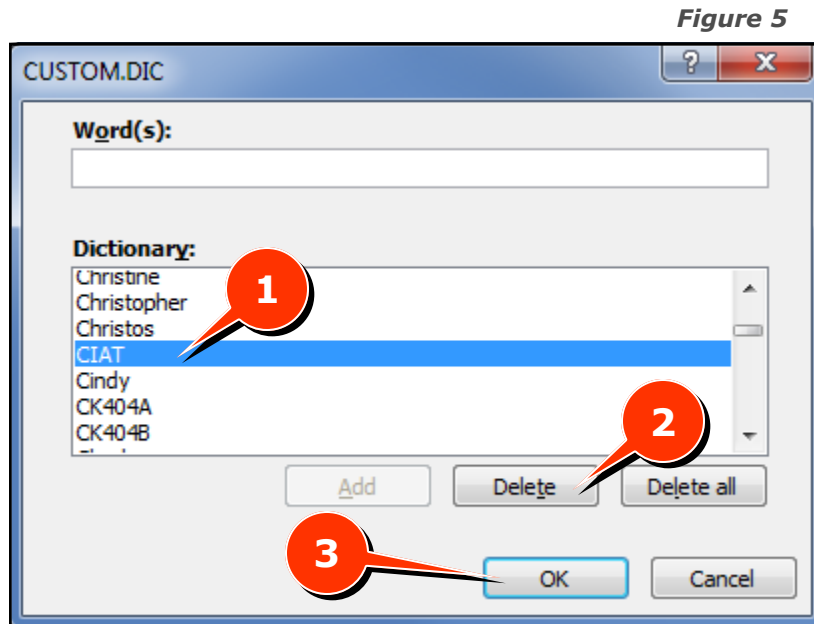 Figure 5
CUSTOM.DIC
?
X
Word(s):
Dictionary:
Christine
Christopher
Christos
CIAT
Cindy
CK404A
CK404B
1
2
Add
Delete
Delete all
3
OK
Cancel